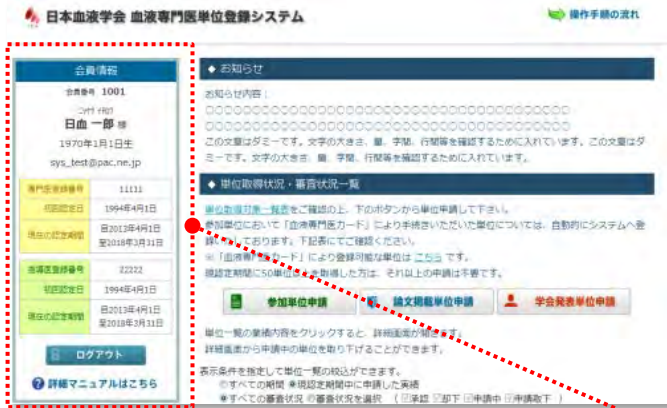 日本血液学会 血液専門医単位登録システム
操作手順の流れ
会員情報
会員番号 1001
日血 一郎 様
1970年1月1日生
sys_test@pac.ne.jp
専門医登録番号 11111
初回認定日 1994年4月1日
現在の認定期間 自2013年4月1日
至2018年3月31日
指導医登録番号 22222
初回認定日 1994年4月1日
現在の認定期間 自2013年4月1日
至2018年3月31日
ログアウト
詳細マニュアルはこちら
◆ お知らせ
お知らせ内容：
○○○○○○○○○○○○○○○○○○○○○○○○○○○○○○○○○○○○○○○
○○○○○○○○○○○○○○○○○○○○○○○○○○○○○○○○○○○○○○○
この文章はダミーです。文字の大きさ、量、字間、行間等を確認するために入れています。この文章はダ
ミーです。文字の大きさ、量、字間、行間等を確認するために入れています。
◆ 単位取得状況・審査状況一覧
単位取得対象一覧表をご確認の上、下のボタンから単位申請して下さい。
参加単位において「血液専門医カード」により手続きいただいた単位については、自動的にシステムへ登
録いたしております。下記表にてご確認ください。
※「血液専門医カード」により登録可能な単位は こちら です。
現認定期間に50単位以上を取得した方は、それ以上の申請は不要です。
参加単位申請
論文掲載単位申請
学会発表単位申請
単位一覧の業績内容をクリックすると、詳細画面が開きます。
詳細画面から申請中の単位を取り下げることができます。
表示条件を指定して単位一覧の絞込ができます。
○すべての期間 ◉現認定期間中に申請した実績
◉すべての審査状況 ○審査状況を選択 （ ☑承認 ☑却下 ☑申請中 ☑申請取下 ）